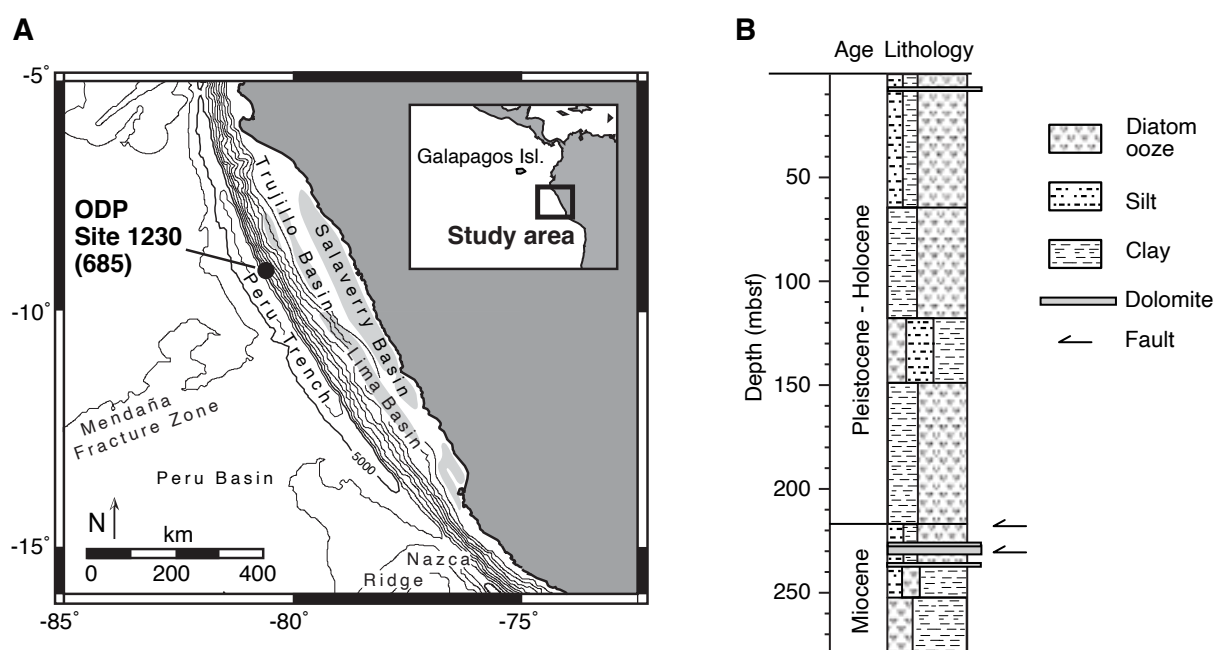 A
-5°
-10°
-15°
-85°
-80°
-75°
ODP
Site 1230
(685)
Trujillo Basin
Salaverry Basin
Lima Basin
Peru Trench
Mendaña
Fracture Zone
Peru Basin
5000
Nazca
Ridge
N
km
0 200 400
Galapagos Isl.
Study area
B
Age Lithology
Depth (mbsf)
50
100
150
200
250
Pleistocene - Holocene
Miocene
Diatom
ooze
Silt
Clay
Dolomite
Fault